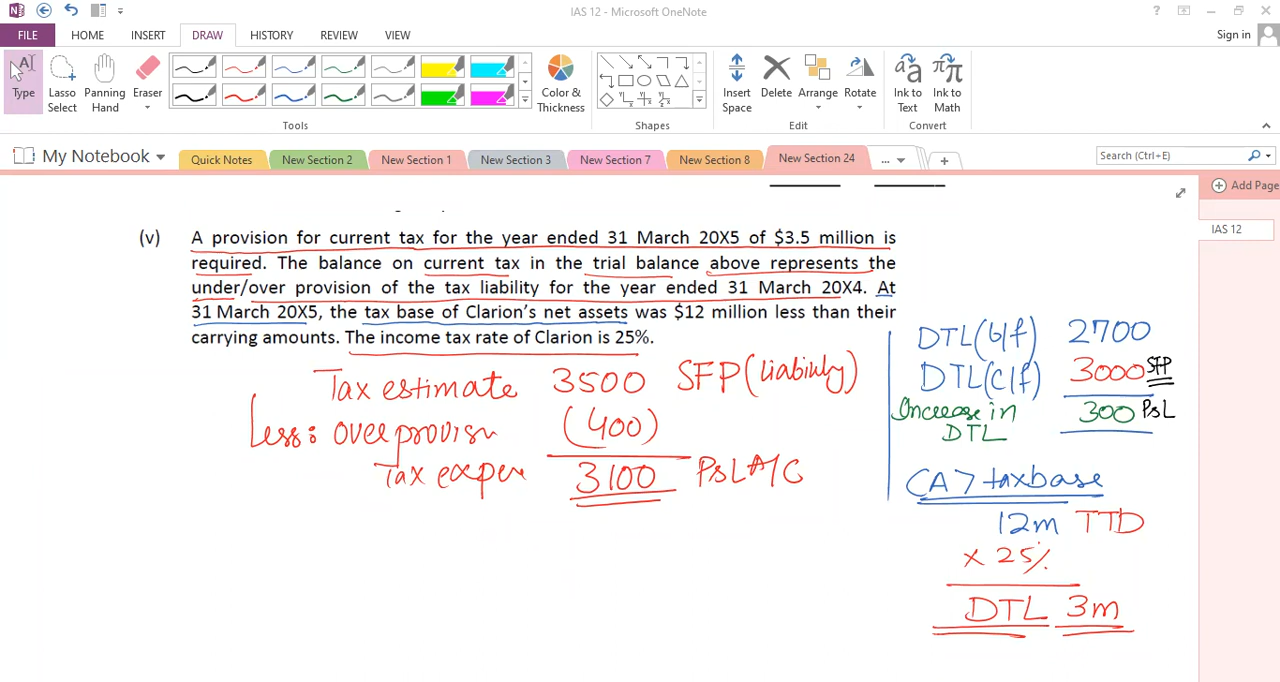 IAS 12 - Microsoft OneNote
Sign in
FILE HOME INSERT DRAW HISTORY REVIEW VIEW
Type
Lasso Select
Panning Hand
Eraser
Color & Thickness
Insert Space
Delete
Arrange
Rotate
Ink to Text
Ink to Math
Tools Shapes Edit Convert
My Notebook Quick Notes New Section 2 New Section 1 New Section 3 New Section 7 New Section 8 New Section 24 ... + Search (Ctrl+E)
Add Page
IAS 12
(v) A provision for current tax for the year ended 31 March 20X5 of $3.5 million is
required. The balance on current tax in the trial balance above represents the
under/over provision of the tax liability for the year ended 31 March 20X4. At
31 March 20X5, the tax base of Clarion's net assets was $12 million less than their
carrying amounts. The income tax rate of Clarion is 25%.
Tax estimate 3500 SFP (liability)
Less: over provisin (400)
Tax expen 3100 P&L A/C
DTL (b/f) 2700
DTL (c/f) 3000 SFP
Increase in DTL 300 P&L
CA > tax base
12m TTD
x 25%
DTL 3m